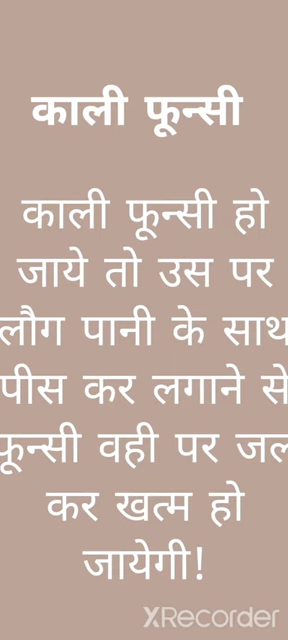 काली फून्सी
काली फून्सी हो
जाये तो उस पर
लौग पानी के साथ
पीस कर लगाने से
फून्सी वही पर जल
कर खत्म हो
जायेगी!
XRecorder